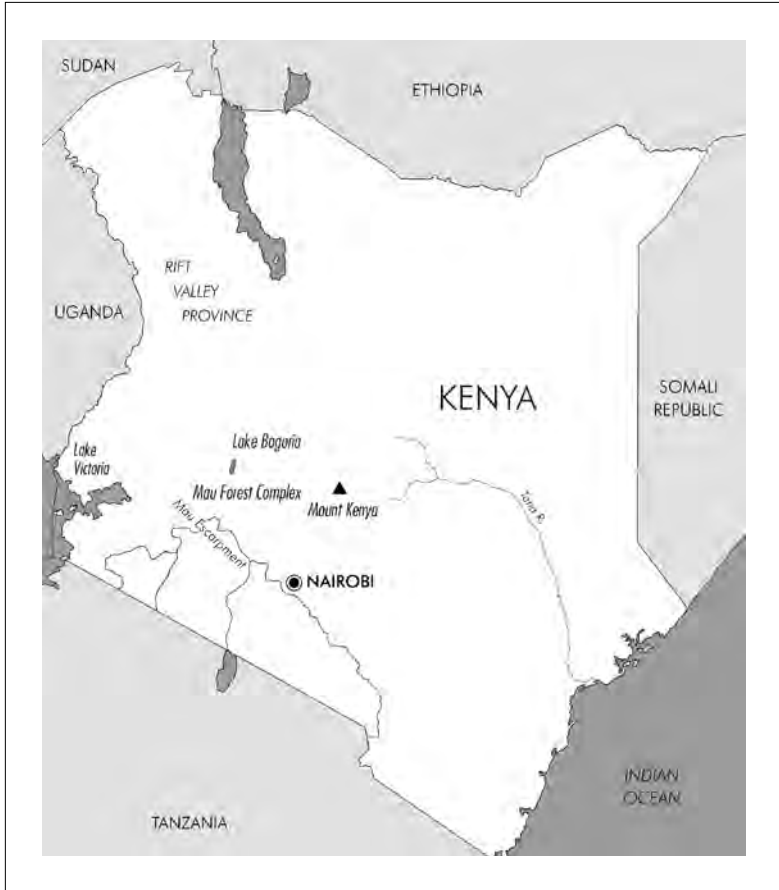 SUDAN
ETHIOPIA
RIFT
VALLEY
PROVINCE
UGANDA
KENYA
SOMALI
REPUBLIC
Lake Bogoria
Lake
Victoria
Mau Forest Complex
Mount Kenya
Tana R.
Mau Escarpment
NAIROBI
INDIAN
OCEAN
TANZANIA